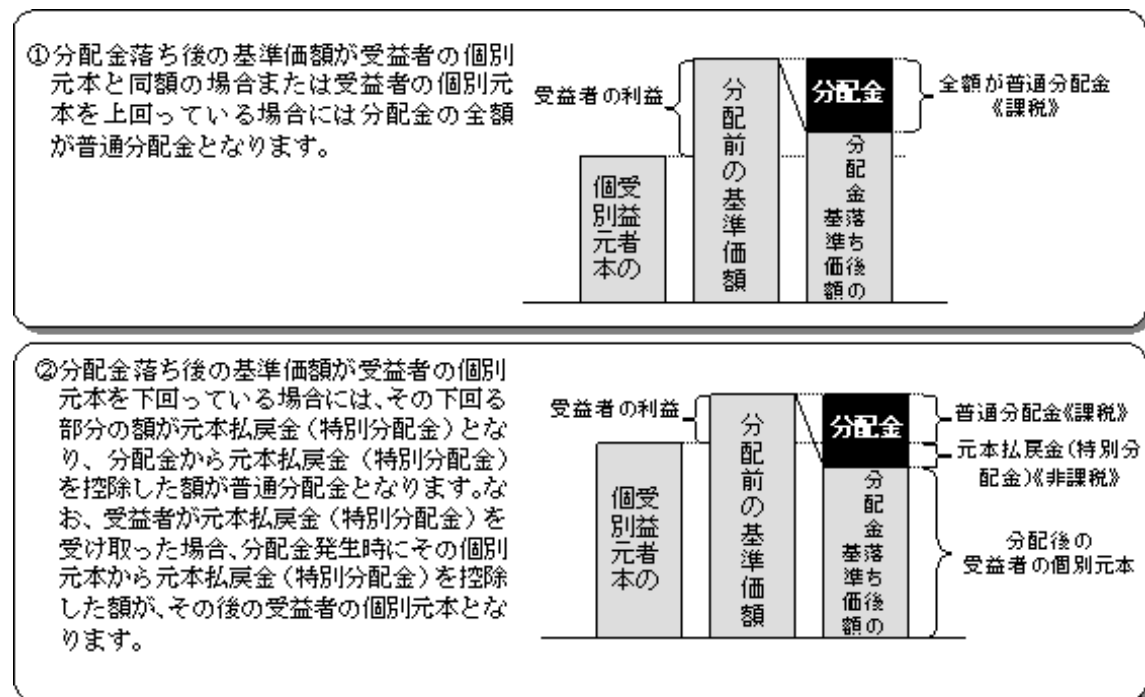 ①分配金落ち後の基準価額が受益者の個別
元本と同額の場合または受益者の個別元
本を上回っている場合には分配金の全額
が普通分配金となります。
受益者の利益
個別元本
受益者の
分配前の基準価額
分配金
分配金落ち後の
基準価額
全額が普通分配金
《課税》
②分配金落ち後の基準価額が受益者の個別
元本を下回っている場合には、その下回る
部分の額が元本払戻金（特別分配金）とな
り、分配金から元本払戻金（特別分配金）
を控除した額が普通分配金となります。な
お、受益者が元本払戻金（特別分配金）を
受け取った場合、分配金発生時にその個別
元本から元本払戻金（特別分配金）を控除
した額が、その後の受益者の個別元本とな
ります。
受益者の利益
受益者の
個別元本
分配前の基準価額
分配金
分配金落ち後の
基準価額
普通分配金《課税》
元本払戻金（特別分
配金）《非課税》
分配後の
受益者の個別元本